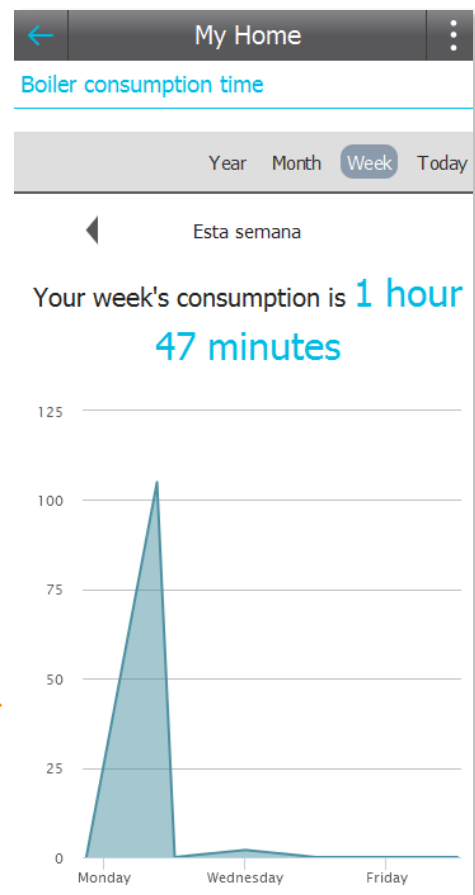 My Home
Boiler consumption time
Year Month Week Today
Esta semana
Your week's consumption is 1 hour
47 minutes
125
100
75
50
25
0
Monday Wednesday Friday